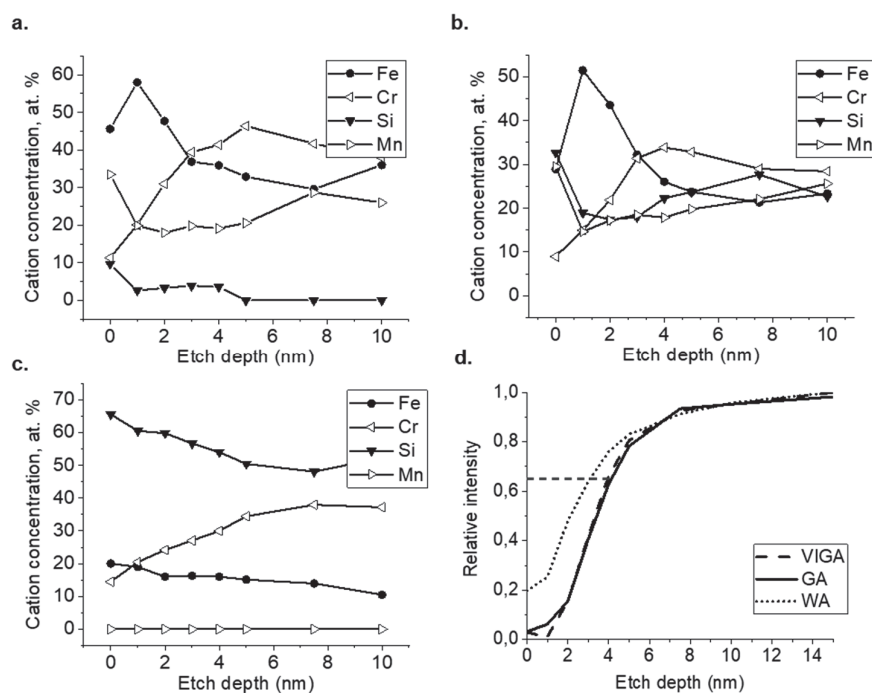 a.
Cation concentration, at. %
60
50
40
30
20
10
0
Fe
Cr
Si
Mn
0 2 4 6 8 10
Etch depth (nm)
b.
Cation concentration, at. %
50
40
30
20
10
0
Fe
Cr
Si
Mn
0 2 4 6 8 10
Etch depth (nm)
c.
Cation concentration, at. %
70
60
50
40
30
20
10
0
Fe
Cr
Si
Mn
0 2 4 6 8 10
Etch depth (nm)
d.
Relative intensity
1,0
0,8
0,6
0,4
0,2
0,0
VIGA
GA
WA
0 2 4 6 8 10 12 14
Etch depth (nm)